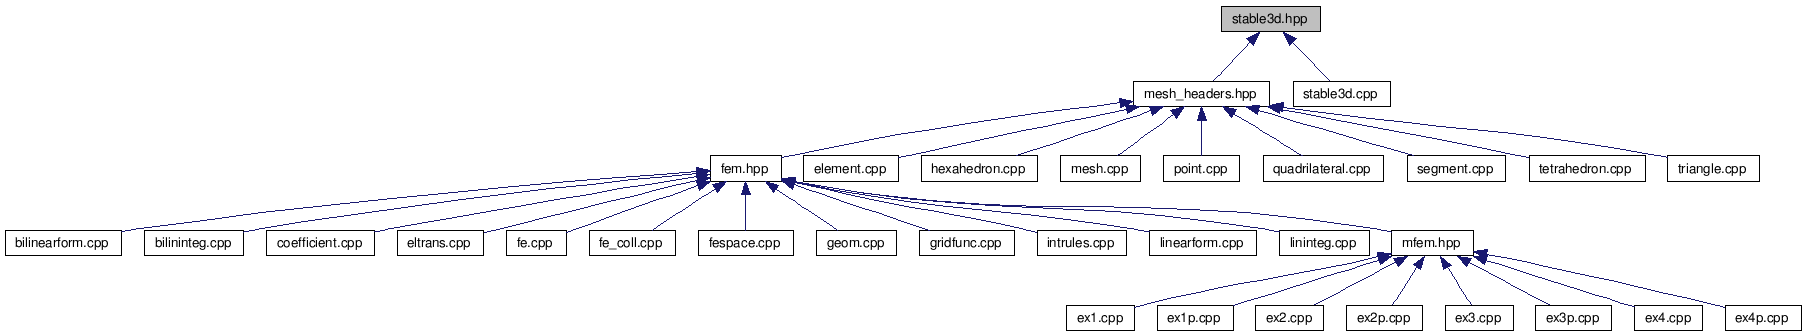 stable3d.hpp
mesh_headers.hpp
stable3d.cpp
fem.hpp
element.cpp
hexahedron.cpp
mesh.cpp
point.cpp
quadrilateral.cpp
segment.cpp
tetrahedron.cpp
triangle.cpp
bilinearform.cpp
bilininteg.cpp
coefficient.cpp
eltrans.cpp
fe.cpp
fe_coll.cpp
fespace.cpp
geom.cpp
gridfunc.cpp
intrules.cpp
linearform.cpp
lininteg.cpp
mfem.hpp
ex1.cpp
ex1p.cpp
ex2.cpp
ex2p.cpp
ex3.cpp
ex3p.cpp
ex4.cpp
ex4p.cpp